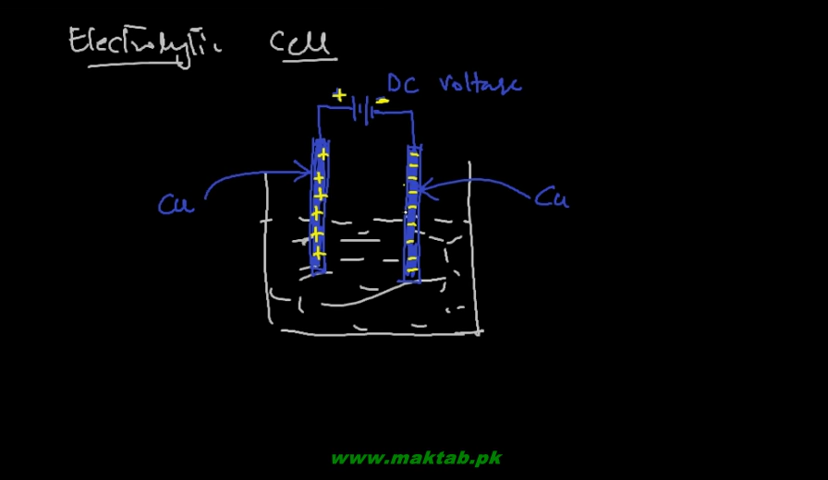 Electrolytic Cell
DC voltage
+ -
Cu
Cu
www.maktab.pk